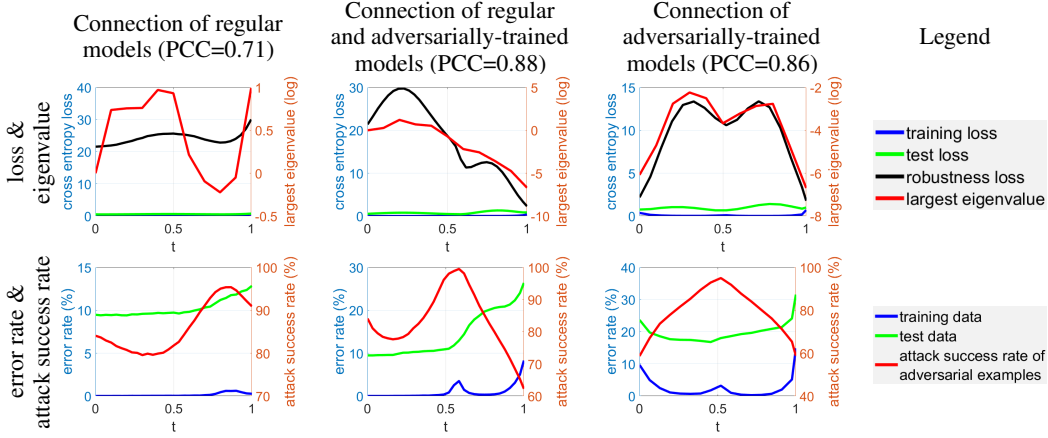 Connection of regular
models (PCC=0.71)
Connection of regular
and adversarially-trained
models (PCC=0.88)
Connection of
adversarially-trained
models (PCC=0.86)
Legend
loss &
eigenvalue
cross entropy loss
40
30
20
10
0
largest eigenvalue (log)
1
0.5
0
-0.5
0 0.5 1
t
cross entropy loss
30
20
10
0
largest eigenvalue (log)
5
0
-5
-10
0 0.5 1
t
cross entropy loss
15
10
5
0
largest eigenvalue (log)
-2
-4
-6
-8
0 0.5 1
t
training loss
test loss
robustness loss
largest eigenvalue
error rate &
attack success rate
error rate (%)
15
10
5
0
attack success rate (%)
100
90
80
70
0 0.5 1
t
error rate (%)
30
20
10
0
attack success rate (%)
100
90
80
70
60
0 0.5 1
t
error rate (%)
40
30
20
10
0
attack success rate (%)
100
80
60
40
0 0.5 1
t
training data
test data
attack success rate of
adversarial examples